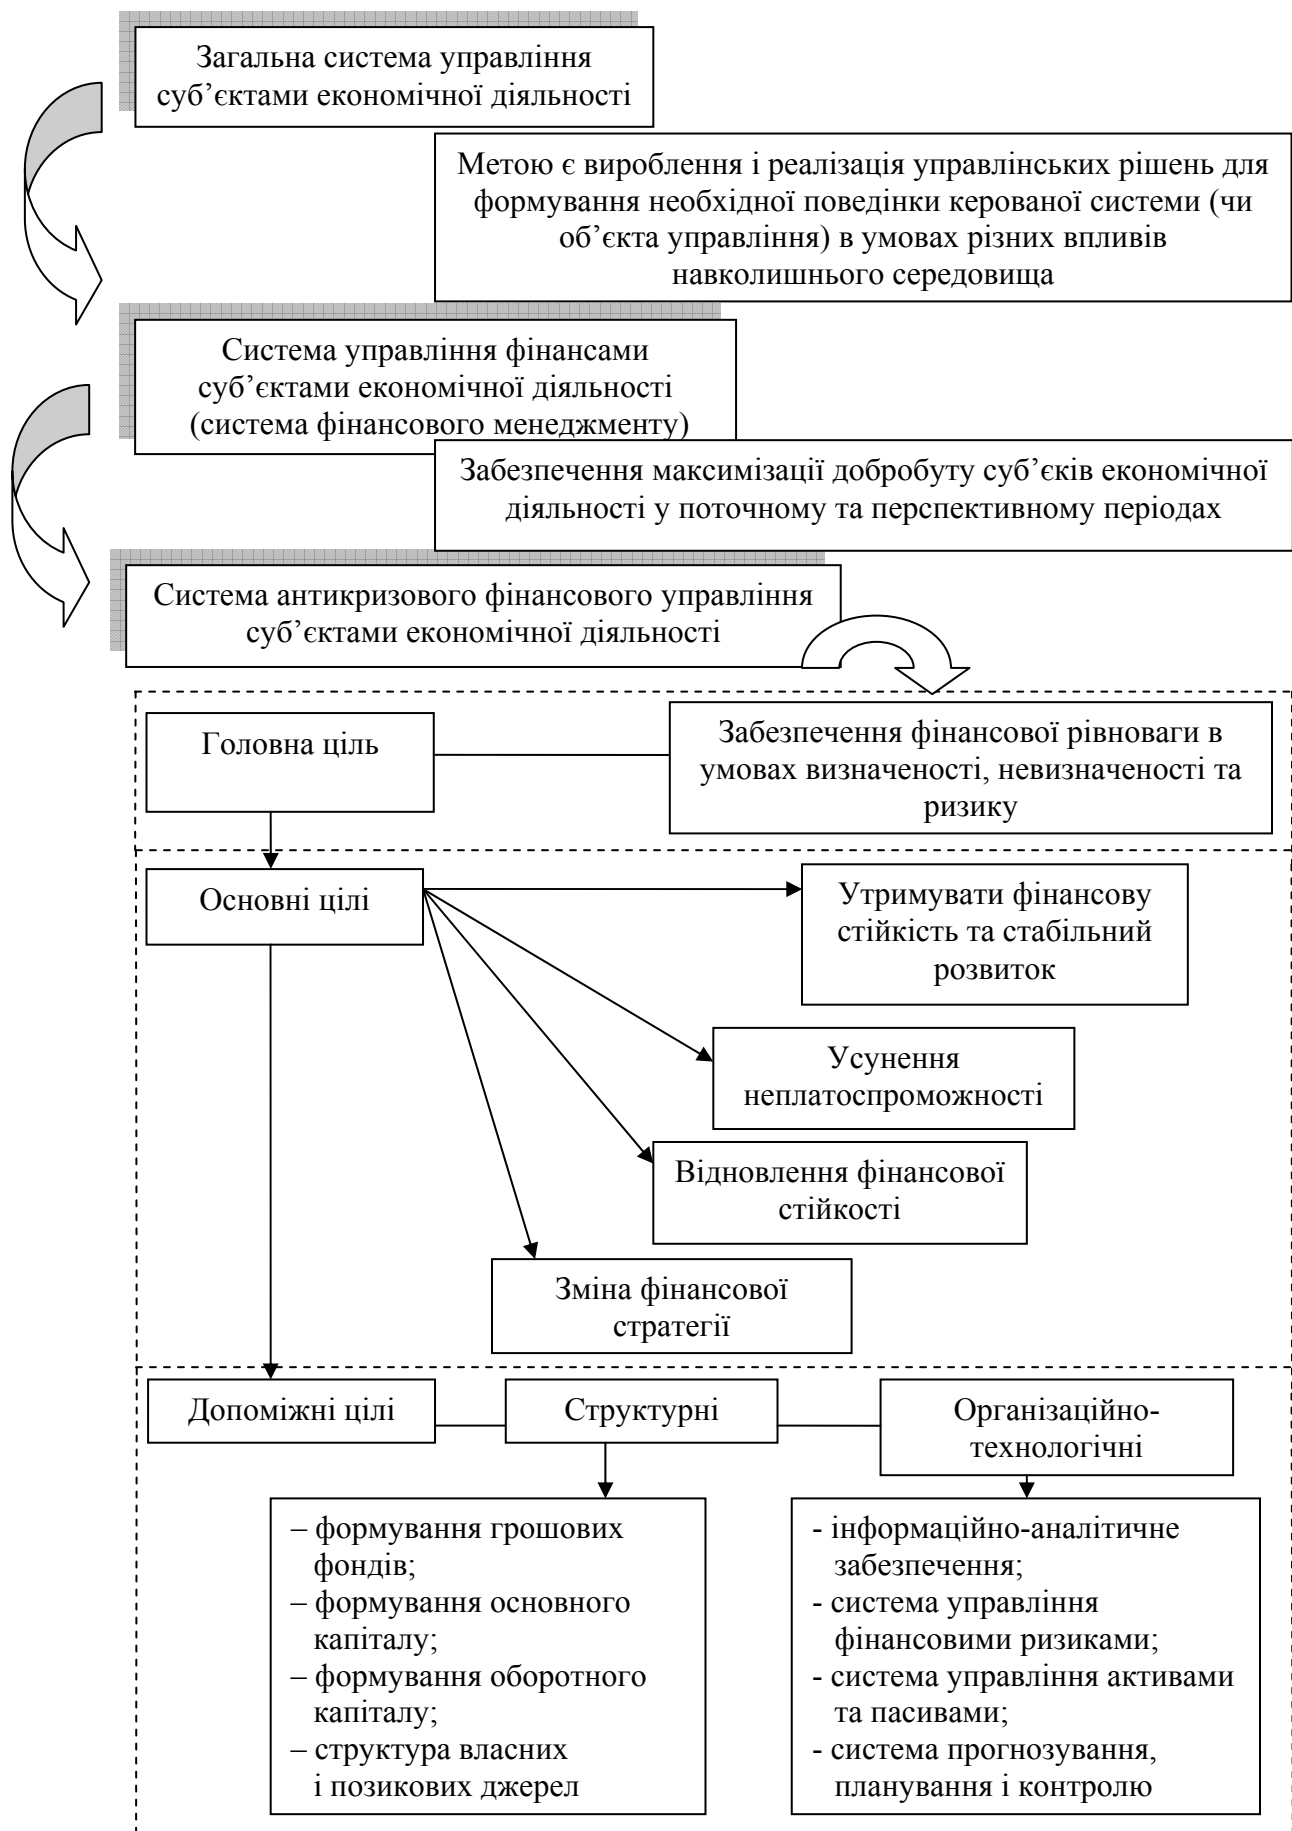 Загальна система управління
суб’єктами економічної діяльності
Метою є вироблення і реалізація управлінських рішень для
формування необхідної поведінки керованої системи (чи
об’єкта управління) в умовах різних впливів
навколишнього середовища
Система управління фінансами
суб’єктами економічної діяльності
(система фінансового менеджменту)
Забезпечення максимізації добробуту суб’єків економічної
діяльності у поточному та перспективному періодах
Система антикризового фінансового управління
суб’єктами економічної діяльності
Головна ціль
Забезпечення фінансової рівноваги в
умовах визначеності, невизначеності та
ризику
Основні цілі
Утримувати фінансову
стійкість та стабільний
розвиток
Усунення
неплатоспроможності
Відновлення фінансової
стійкості
Зміна фінансової
стратегії
Допоміжні цілі
Структурні
Організаційно-
технологічні
– формування грошових
фондів;
– формування основного
капіталу;
– формування оборотного
капіталу;
– структура власних
і позикових джерел
- інформаційно-аналітичне
забезпечення;
- система управління
фінансовими ризиками;
- система управління активами
та пасивами;
- система прогнозування,
планування і контролю